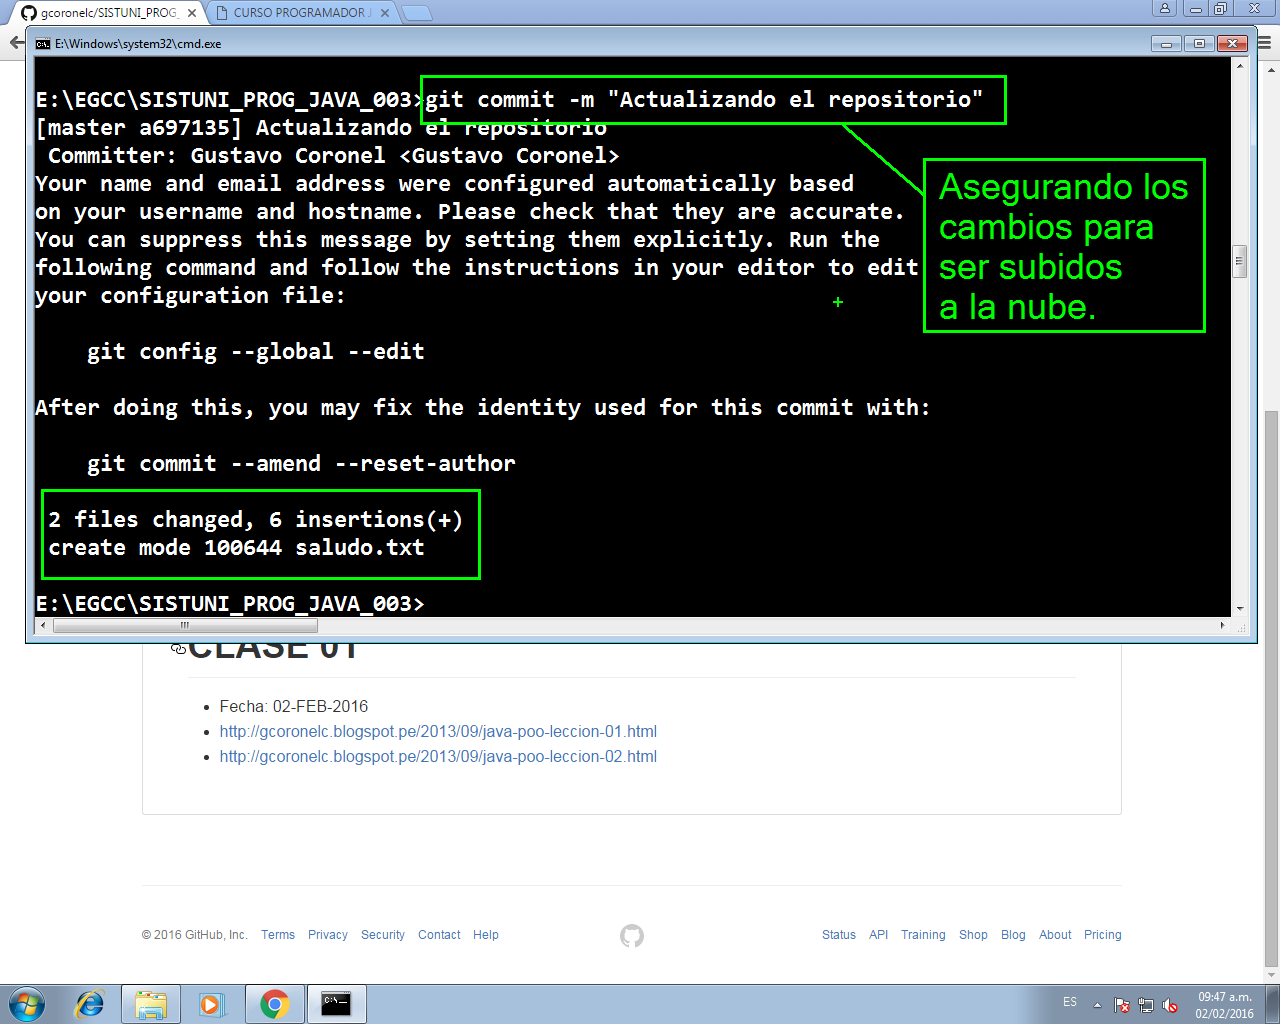 gcoronelc/SISTUNI_PROG_
CURSO PROGRAMADOR J
E:\Windows\system32\cmd.exe
E:\EGCC\SISTUNI_PROG_JAVA_003>git commit -m "Actualizando el repositorio"
[master a697135] Actualizando el repositorio
Committer: Gustavo Coronel <Gustavo Coronel>
Your name and email address were configured automatically based
on your username and hostname. Please check that they are accurate.
You can suppress this message by setting them explicitly. Run the
following command and follow the instructions in your editor to edit
your configuration file:
git config --global --edit
After doing this, you may fix the identity used for this commit with:
git commit --amend --reset-author
2 files changed, 6 insertions(+)
create mode 100644 saludo.txt
E:\EGCC\SISTUNI_PROG_JAVA_003>
Asegurando los
cambios para
ser subidos
a la nube.
CLASE 01
Fecha: 02-FEB-2016
http://gcoronelc.blogspot.pe/2013/09/java-poo-leccion-01.html
http://gcoronelc.blogspot.pe/2013/09/java-poo-leccion-02.html
© 2016 GitHub, Inc. Terms Privacy Security Contact Help
Status API Training Shop Blog About Pricing
ES
09:47 a.m.
02/02/2016